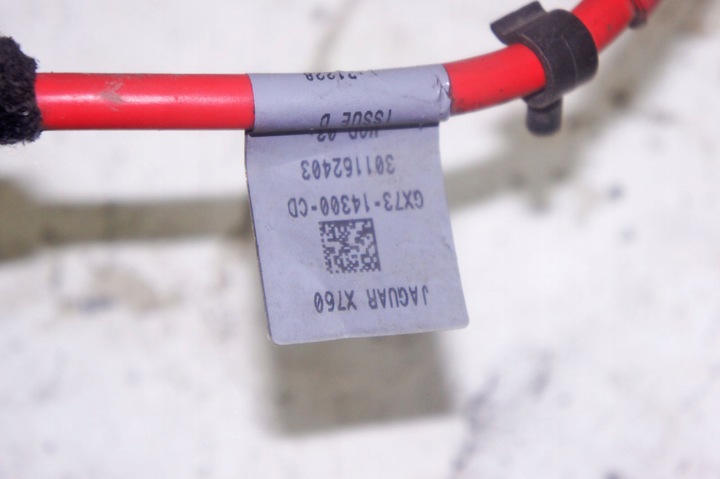 JAGUAR X760
GX73-14300-CD
301162403
ISSUE D